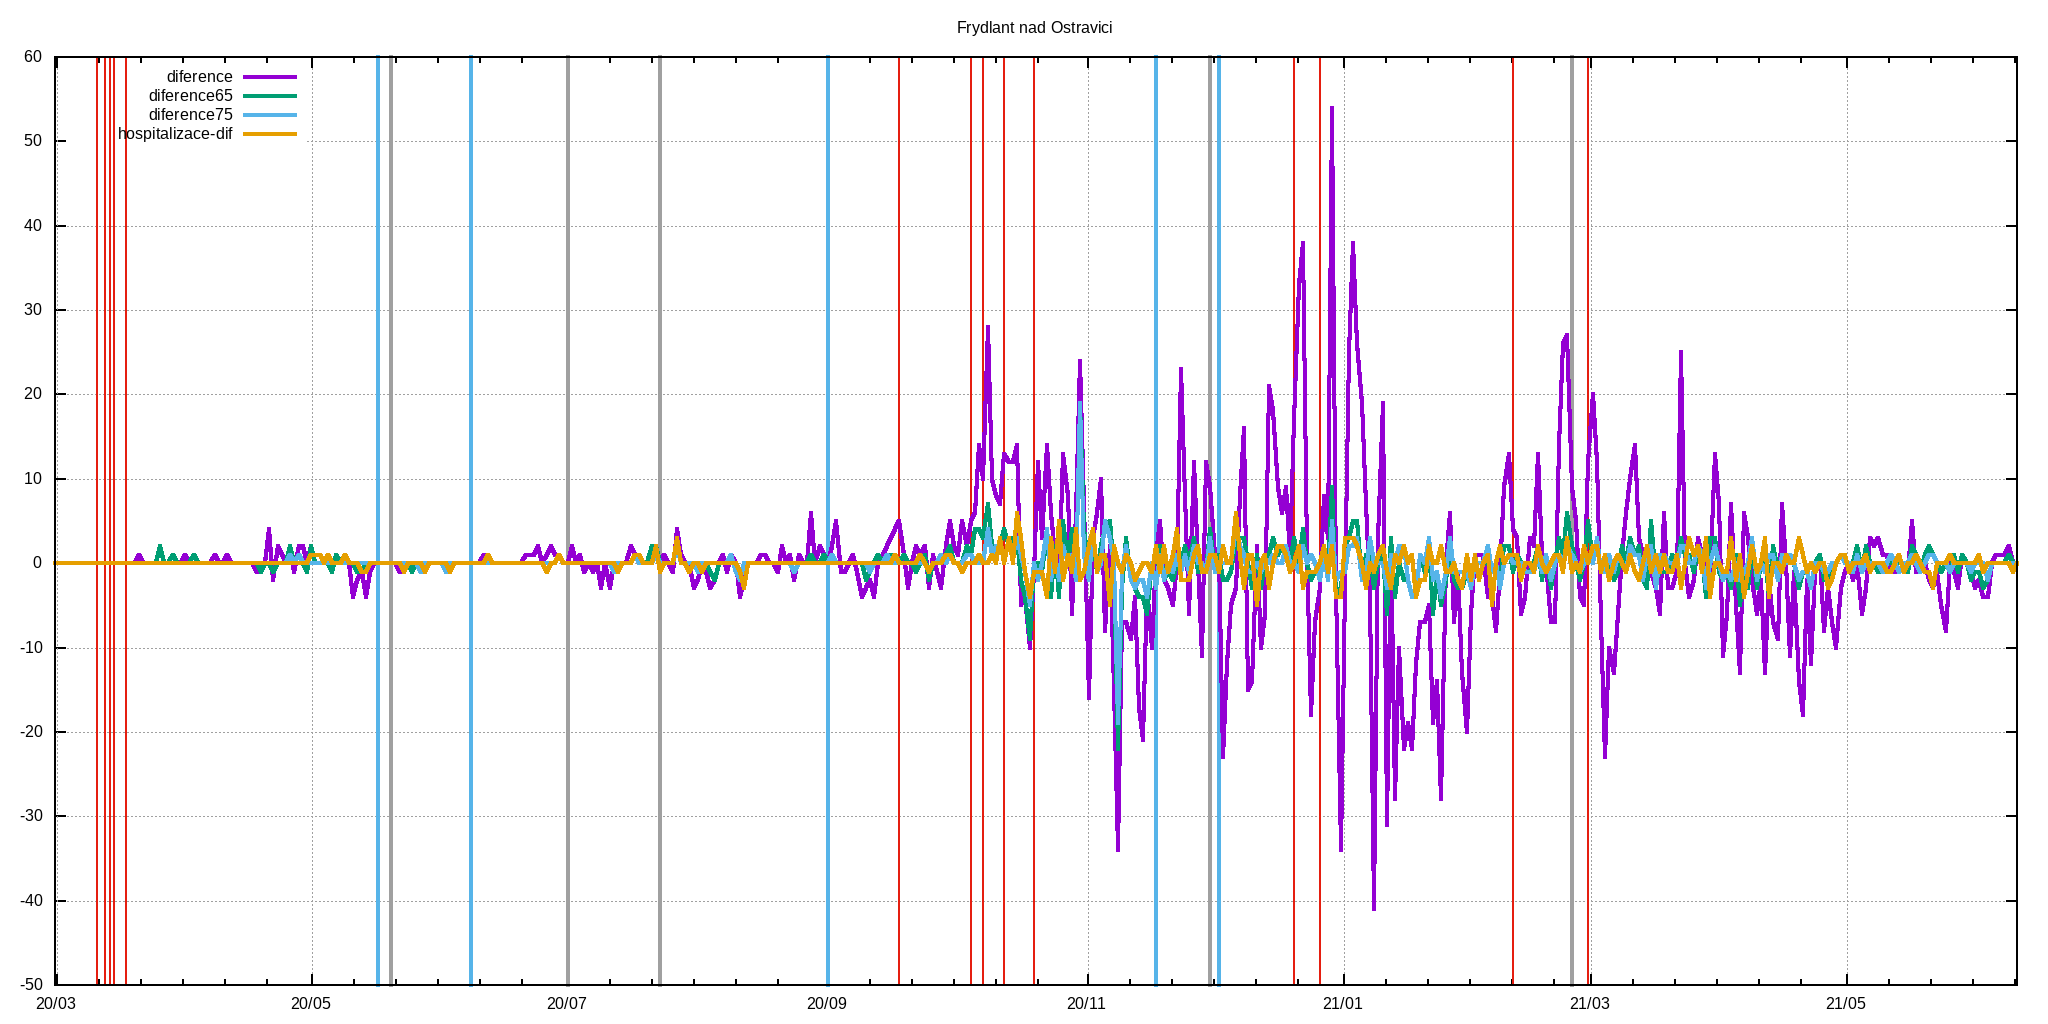 Frydlant nad Ostravici
60
50
40
30
20
10
0
-10
-20
-30
-40
-50
diference
diference65
diference75
hospitalizace-dif
20/03 20/05 20/07 20/09 20/11 21/01 21/03 21/05